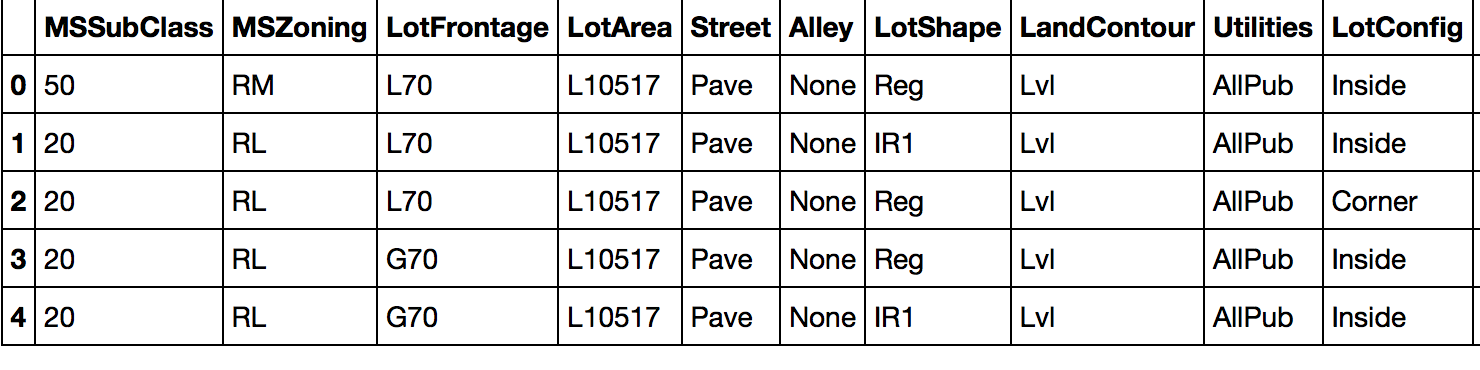 MSSubClass MSZoning LotFrontage LotArea Street Alley LotShape LandContour Utilities LotConfig
0 50 RM L70 L10517 Pave None Reg Lvl AllPub Inside
1 20 RL L70 L10517 Pave None IR1 Lvl AllPub Inside
2 20 RL L70 L10517 Pave None Reg Lvl AllPub Corner
3 20 RL G70 L10517 Pave None Reg Lvl AllPub Inside
4 20 RL G70 L10517 Pave None IR1 Lvl AllPub Inside